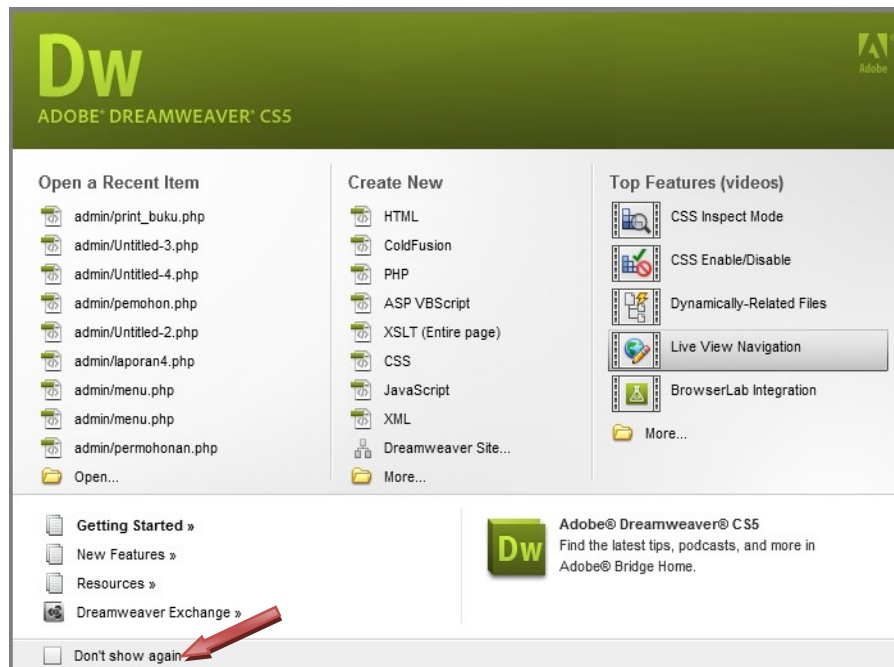 Dw
ADOBE® DREAMWEAVER® CS5
Adobe
Open a Recent Item
admin/print_buku.php
admin/Untitled-3.php
admin/Untitled-4.php
admin/pemohon.php
admin/Untitled-2.php
admin/laporan4.php
admin/menu.php
admin/menu.php
admin/permohonan.php
Open...
Create New
HTML
ColdFusion
PHP
ASP VBScript
XSLT (Entire page)
CSS
JavaScript
XML
Dreamweaver Site...
More...
Top Features (videos)
CSS Inspect Mode
CSS Enable/Disable
Dynamically-Related Files
Live View Navigation
BrowserLab Integration
More...
Getting Started »
New Features »
Resources »
Dreamweaver Exchange »
Dw
Adobe® Dreamweaver® CS5
Find the latest tips, podcasts, and more in
Adobe® Bridge Home.
Don't show again